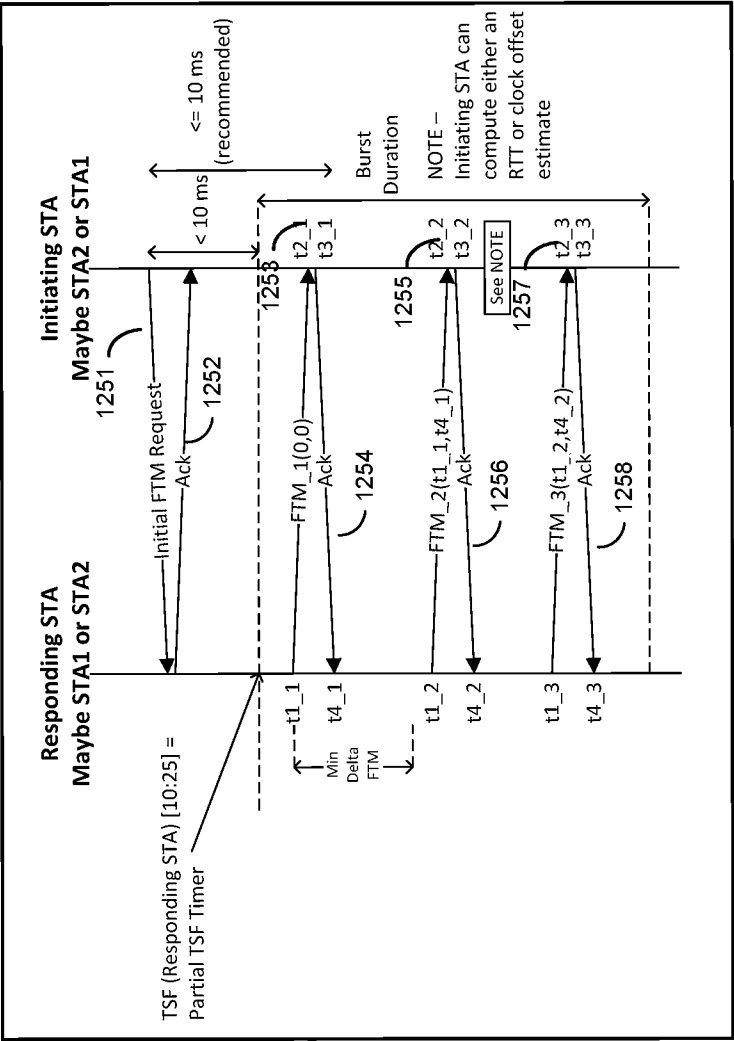 Responding STA
Maybe STA1 or STA2
Initiating STA
Maybe STA2 or STA1
TSF (Responding STA) [10:25] =
Partial TSF Timer
1251
Initial FTM Request
Ack
1252
< 10 ms
<= 10 ms
(recommended)
1253
t1_1
FTM_1(0,0)
t2_1
t4_1
Ack
t3_1
1254
Min
Delta
FTM
Burst
Duration
1255
t1_2
FTM_2(t1_1,t4_1)
t2_2
t4_2
Ack
t3_2
1256
NOTE –
Initiating STA can
compute either an
RTT or clock offset
estimate
See NOTE
1257
t1_3
FTM_3(t1_2,t4_2)
t2_3
t4_3
Ack
t3_3
1258